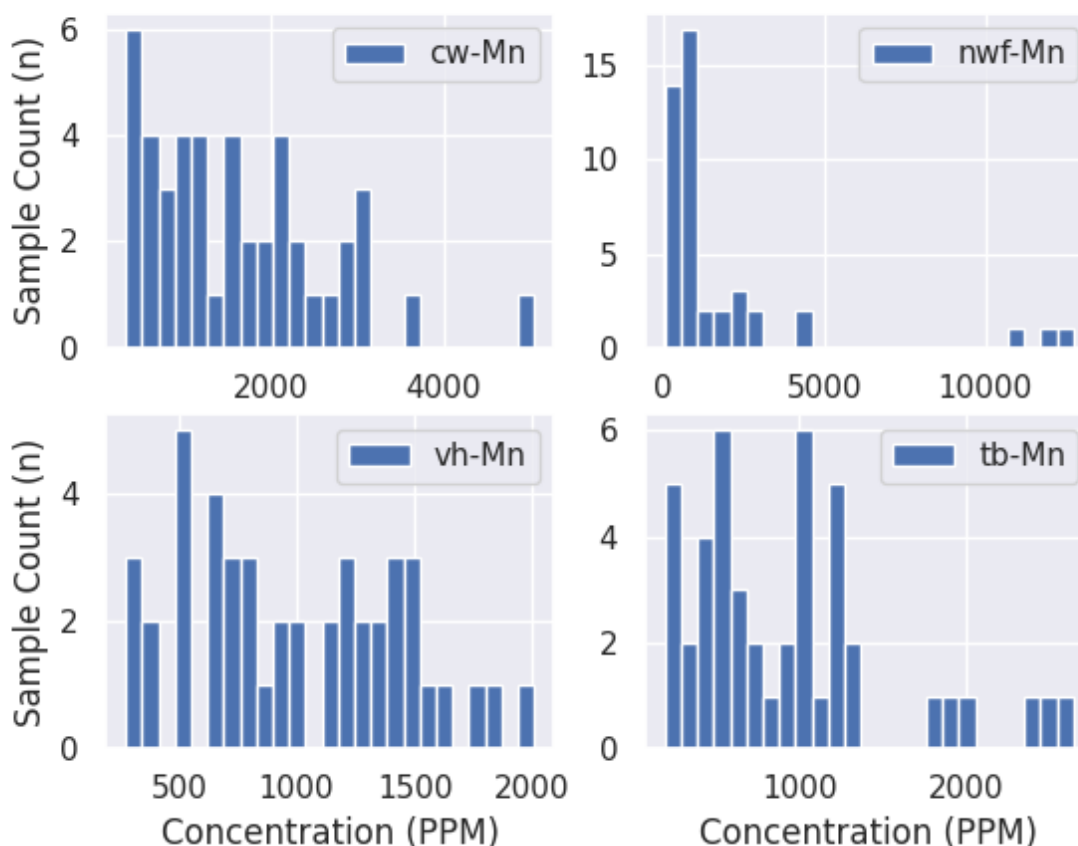 cw-Mn
6
4
2
0
Sample Count (n)
2000 4000
nwf-Mn
15
10
5
0
0 5000 10000
vh-Mn
4
2
0
Sample Count (n)
500 1000 1500 2000
Concentration (PPM)
tb-Mn
6
4
2
0
1000 2000
Concentration (PPM)